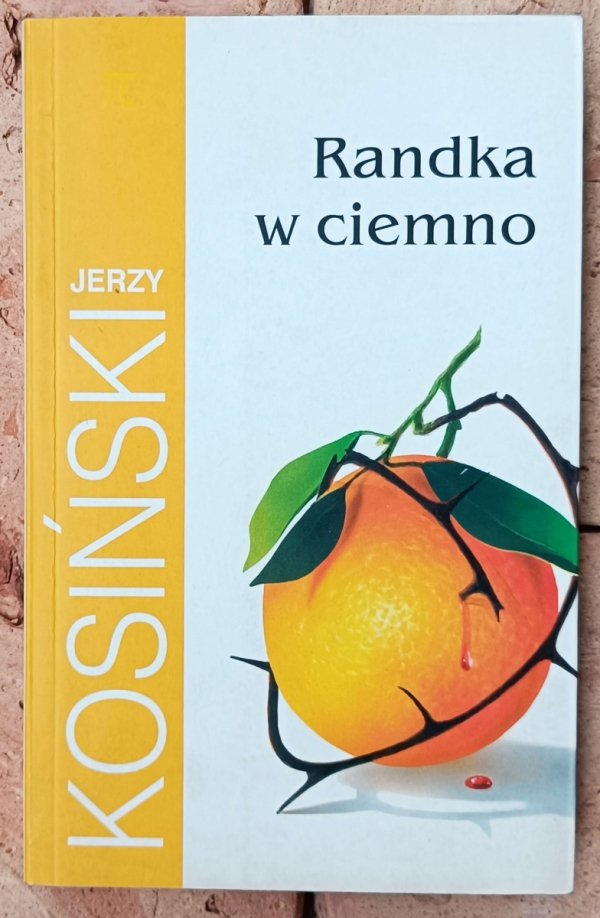 Randka
w ciemno
JERZY
KOSIŃSKI